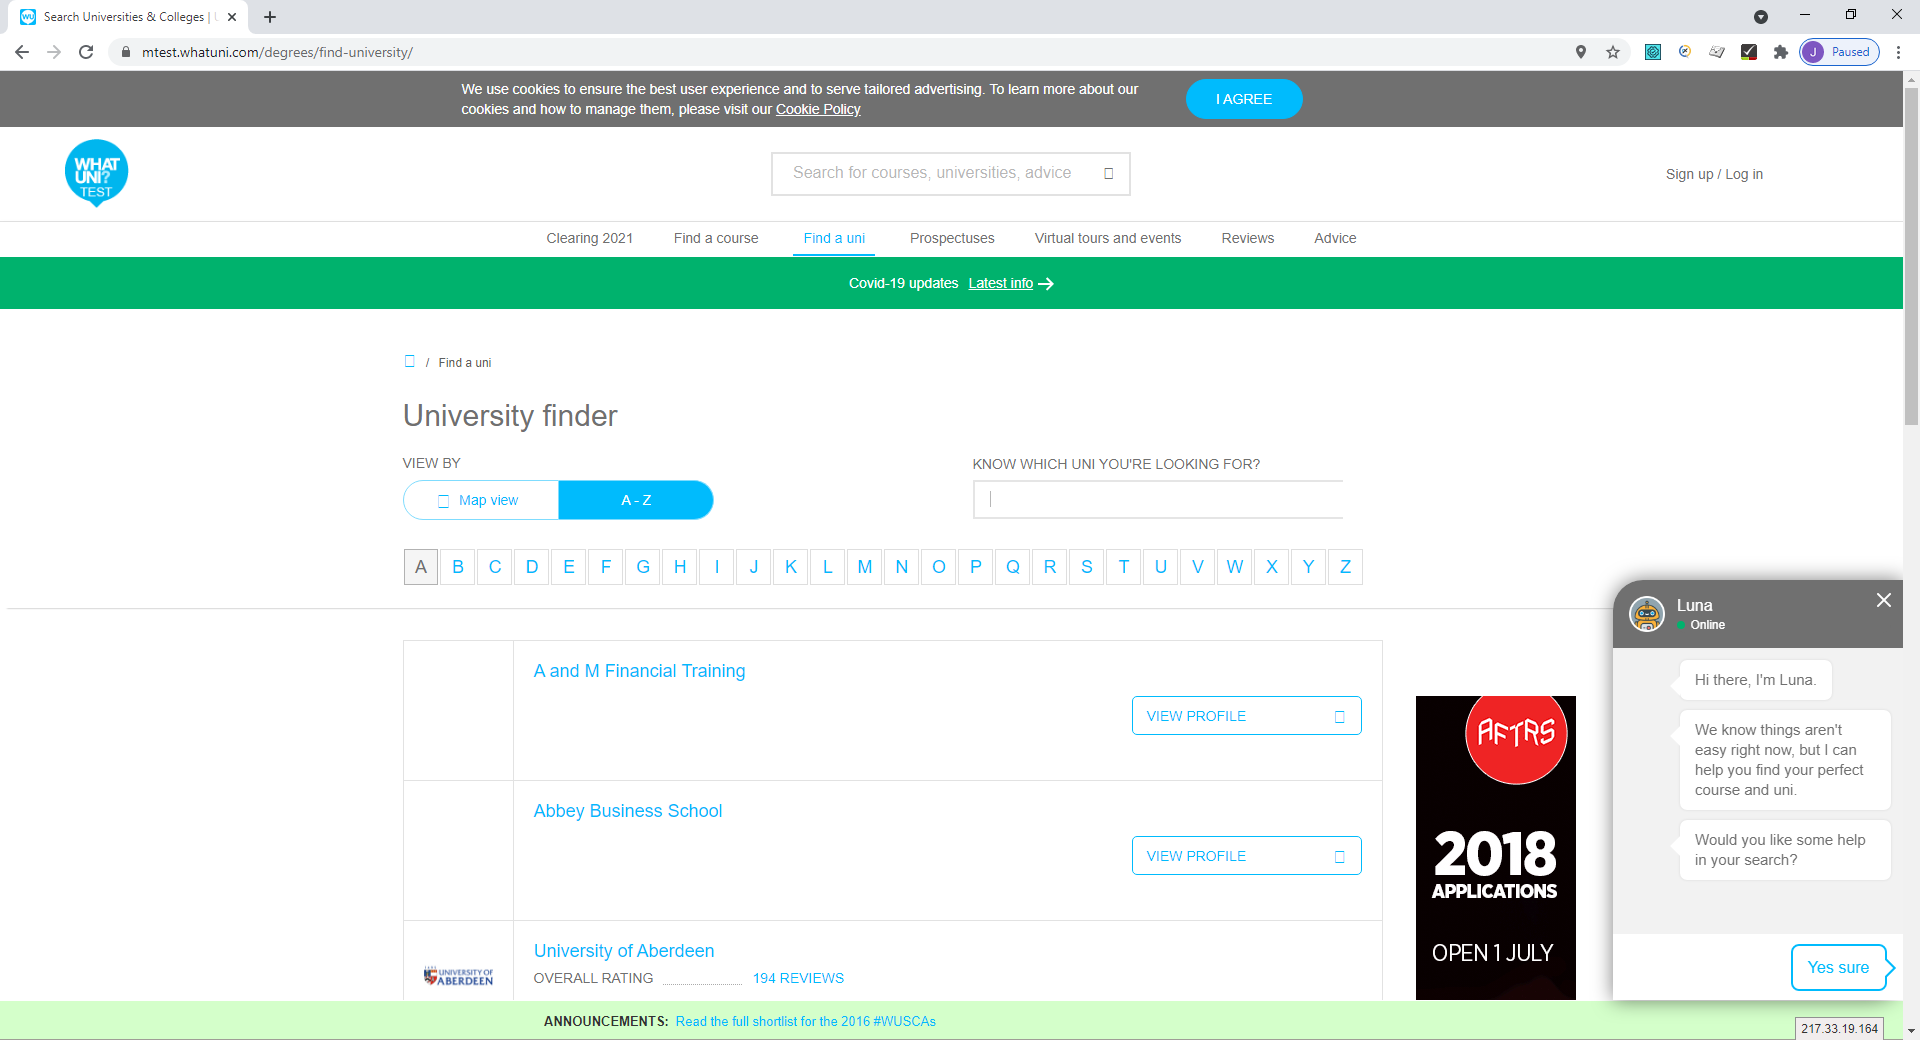 Search Universities & Colleges |
mtest.whatuni.com/degrees/find-university/
J Paused
We use cookies to ensure the best user experience and to serve tailored advertising. To learn more about our
cookies and how to manage them, please visit our Cookie Policy
I AGREE
WHAT
UNI?
TEST
Search for courses, universities, advice
Sign up / Log in
Clearing 2021 Find a course Find a uni Prospectuses Virtual tours and events Reviews Advice
Covid-19 updates Latest info
/ Find a uni
University finder
VIEW BY
Map view A - Z
KNOW WHICH UNI YOU'RE LOOKING FOR?
A B C D E F G H I J K L M N O P Q R S T U V W X Y Z
A and M Financial Training
VIEW PROFILE
Abbey Business School
VIEW PROFILE
UNIVERSITY OF
ABERDEEN
University of Aberdeen
OVERALL RATING 194 REVIEWS
AFTRS
2018
APPLICATIONS
OPEN 1 JULY
Luna
Online
Hi there, I'm Luna.
We know things aren't
easy right now, but I can
help you find your perfect
course and uni.
Would you like some help
in your search?
Yes sure
ANNOUNCEMENTS: Read the full shortlist for the 2016 #WUSCAs
217.33.19.164